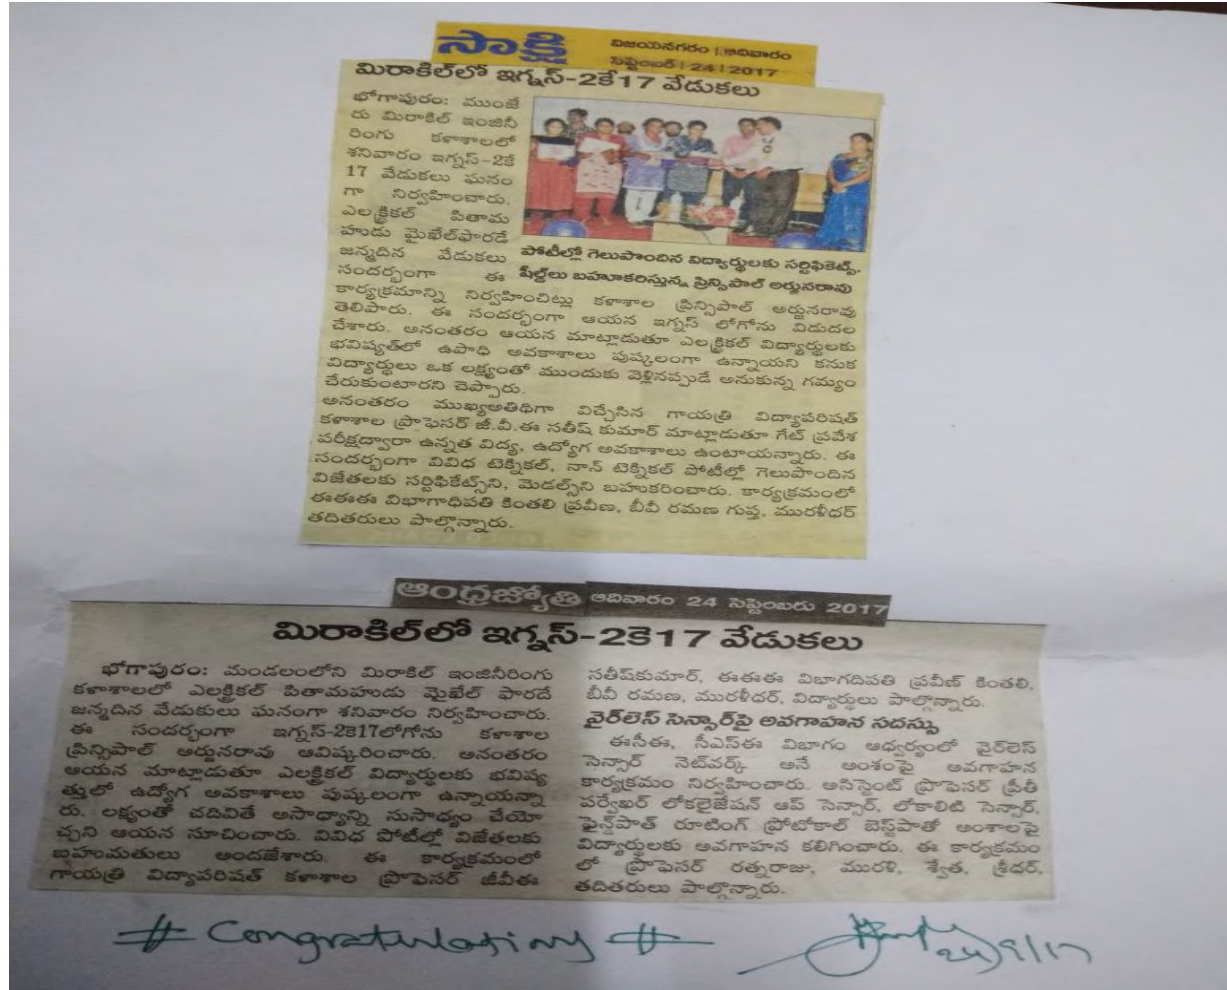 సాక్షి
విజయనగరం | ఆదివారం
సెప్టెంబర్ | 24 | 2017
మిరాకిల్‌లో ఇగ్నస్-2కే17 వేడుకలు
భోగాపురం: ముంజే
రు మిరాకిల్ ఇంజినీ
రింగు కళాశాలలో
శనివారం ఇగ్నస్-2కే
17 వేడుకలు ఘనం
గా నిర్వహించారు.
ఎలక్ట్రికల్ పితామ
హుడు మైఖేల్‌ఫారడే
జన్మదిన వేడుకలు
సందర్భంగా ఈ
పోటీల్లో గెలుపొందిన విద్యార్థులకు సర్టిఫికెట్స్,
షీల్డ్‌లు బహూకరిస్తున్న ప్రిన్సిపాల్ అర్జునరావు
కార్యక్రమాన్ని నిర్వహించిట్లు కళాశాల ప్రిన్సిపాల్ అర్జునరావు
తెలిపారు. ఈ సందర్భంగా ఆయన ఇగ్నస్ లోగోను విడుదల
చేశారు. అనంతరం ఆయన మాట్లాడుతూ ఎలక్ట్రికల్ విద్యార్థులకు
భవిష్యత్‌లో ఉపాధి అవకాశాలు పుష్కలంగా ఉన్నాయని కనుక
విద్యార్థులు ఒక లక్ష్యంతో ముందుకు వెళ్లినప్పుడే అనుకున్న గమ్యం
చేరుకుంటారని చెప్పారు.
అనంతరం ముఖ్యఅతిథిగా విచ్చేసిన గాయత్రి విద్యాపరిషత్
కళాశాల ప్రొఫెసర్ జీ.వీ.ఈ సతీష్ కుమార్ మాట్లాడుతూ గేట్ ప్రవేశ
పరీక్షద్వారా ఉన్నత విద్య, ఉద్యోగ అవకాశాలు ఉంటాయన్నారు. ఈ
సందర్భంగా వివిధ టెక్నికల్, నాన్ టెక్నికల్ పోటీల్లో గెలుపొందిన
విజేతలకు సర్టిఫికేట్స్‌ని, మెడల్స్‌ని బహుకరించారు. కార్యక్రమంలో
ఈఈఈ విభాగాధిపతి కింతలి ప్రవీణ, బీవీ రమణ గుప్త, మురళీధర్
తదితరులు పాల్గొన్నారు.
ఆంధ్రజ్యోతి ఆదివారం 24 సెప్టెంబరు 2017
మిరాకిల్‌లో ఇగ్నస్-2కె17 వేడుకలు
భోగాపురం: మండలంలోని మిరాకిల్ ఇంజినీరింగు
కళాశాలలో ఎలక్ట్రికల్ పితామహుడు మైఖేల్ ఫారదే
జన్మదిన వేడుకులు ఘనంగా శనివారం నిర్వహించారు.
ఈ సందర్భంగా ఇగ్నస్-2కె17లోగోను కళాశాల
ప్రిన్సిపాల్ అర్జునరావు ఆవిష్కరించారు. అనంతరం
ఆయన మాట్లాడుతూ ఎలక్ట్రికల్ విద్యార్థులకు భవిష్య
త్తులో ఉద్యోగ అవకాశాలు పుష్కలంగా ఉన్నాయన్నా
రు. లక్ష్యంతో చదివితే అసాధ్యాన్ని సుసాధ్యం చేయొ
చ్చని ఆయన సూచించారు. వివిధ పోటీల్లో విజేతలకు
బహుమతులు అందజేశారు. ఈ కార్యక్రమంలో
గాయత్రి విద్యాపరిషత్ కళాశాల ప్రొఫెసర్ జీవీఈ
సతీష్‌కుమార్, ఈఈఈ విభాగదిపతి ప్రవీణ్ కింతలి,
బీవీ రమణ, మురళీధర్, విద్యార్థులు పాల్గొన్నారు.
వైర్‌లెస్ సెన్సార్‌పై అవగాహన సదస్సు
ఈసీఈ, సీఎస్ఈ విభాగం ఆధ్వర్యంలో వైర్‌లెస్
సెన్సార్ నెట్‌వర్క్ అనే అంశంపై అవగాహన
కార్యక్రమం నిర్వహించారు. అసిస్టెంట్ ప్రొఫెసర్ ప్రీతి
పర్వేఖర్ లోకలైజేషన్ ఆప్ సెన్సార్, లోకాలిటి సెన్సార్,
ఫైన్డ్‌పాత్ రూటింగ్ ప్రోటోకాల్ బెస్ట్‌పాతో అంశాలపై
విద్యార్థులకు అవగాహన కలిగించారు. ఈ కార్యక్రమం
లో ప్రొఫెసర్ రత్నరాజు, మురళి, శ్వేత, శ్రీధర్,
తదితరులు పాల్గొన్నారు.
# Congratulations #
24/9/17